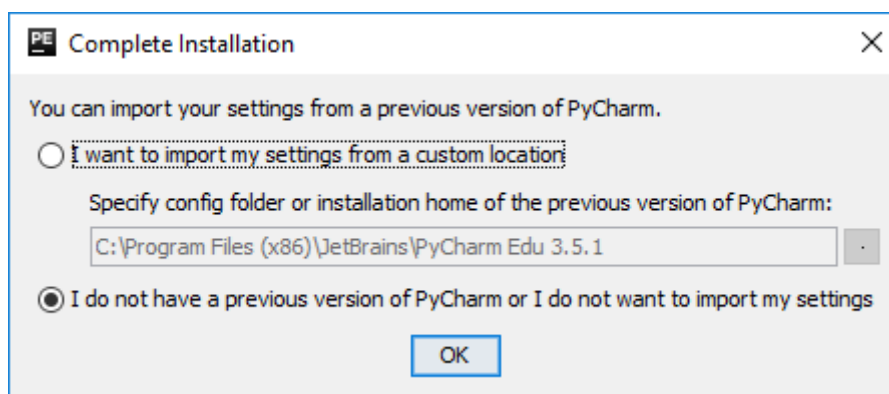 PE
Complete Installation
You can import your settings from a previous version of PyCharm.
I want to import my settings from a custom location
Specify config folder or installation home of the previous version of PyCharm:
C:\Program Files (x86)\JetBrains\PyCharm Edu 3.5.1
.
I do not have a previous version of PyCharm or I do not want to import my settings
OK